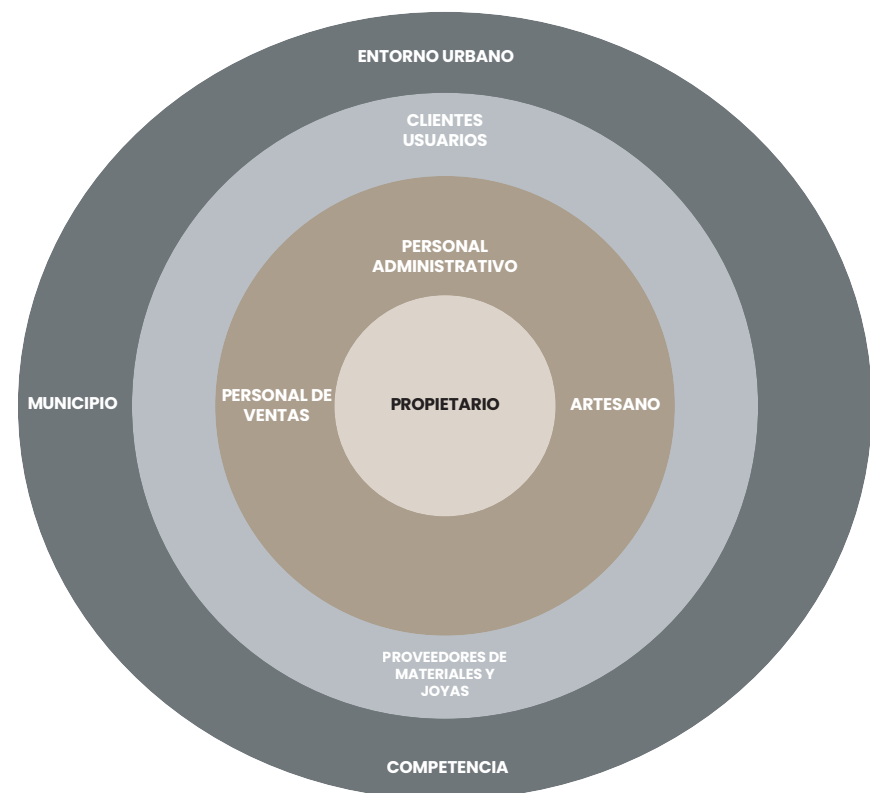 ENTORNO URBANO
CLIENTES
USUARIOS
PERSONAL
ADMINISTRATIVO
MUNICIPIO
PERSONAL DE
VENTAS
PROPIETARIO
ARTESANO
PROVEEDORES DE
MATERIALES Y
JOYAS
COMPETENCIA